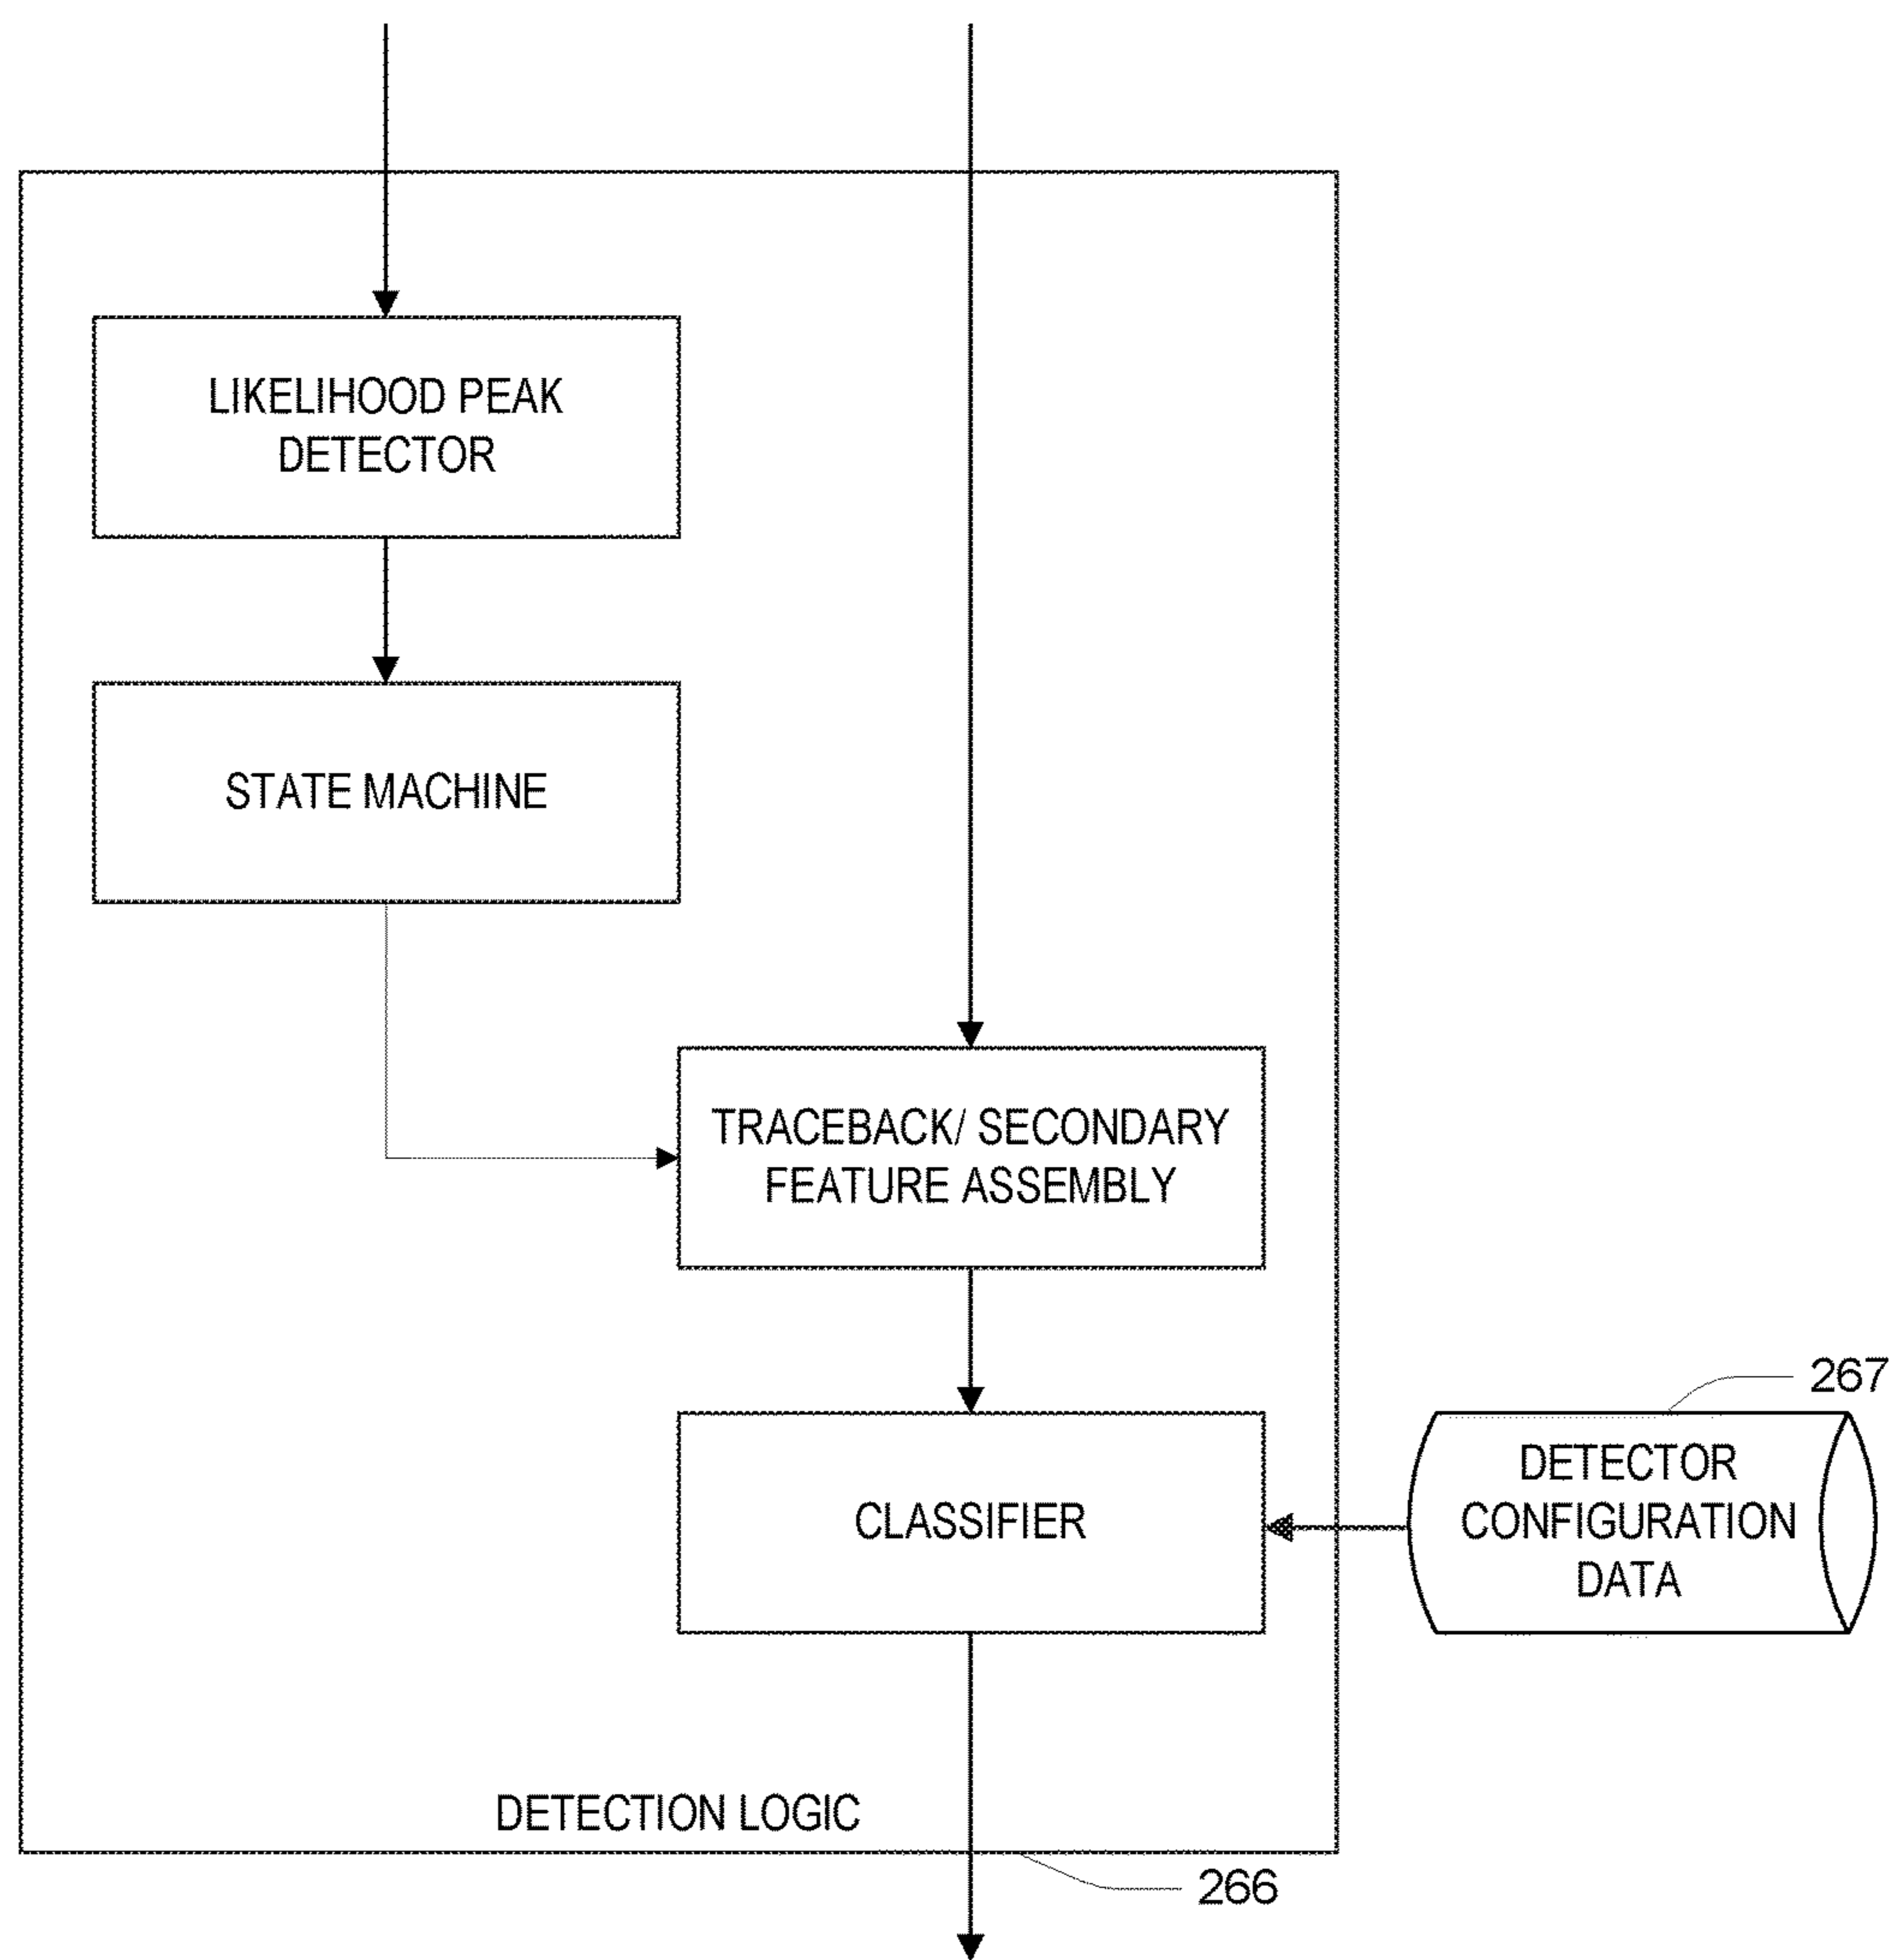 LIKELIHOOD PEAK
DETECTOR
STATE MACHINE
TRACEBACK/ SECONDARY
FEATURE ASSEMBLY
267
DETECTOR
CONFIGURATION
DATA
CLASSIFIER
DETECTION LOGIC
266